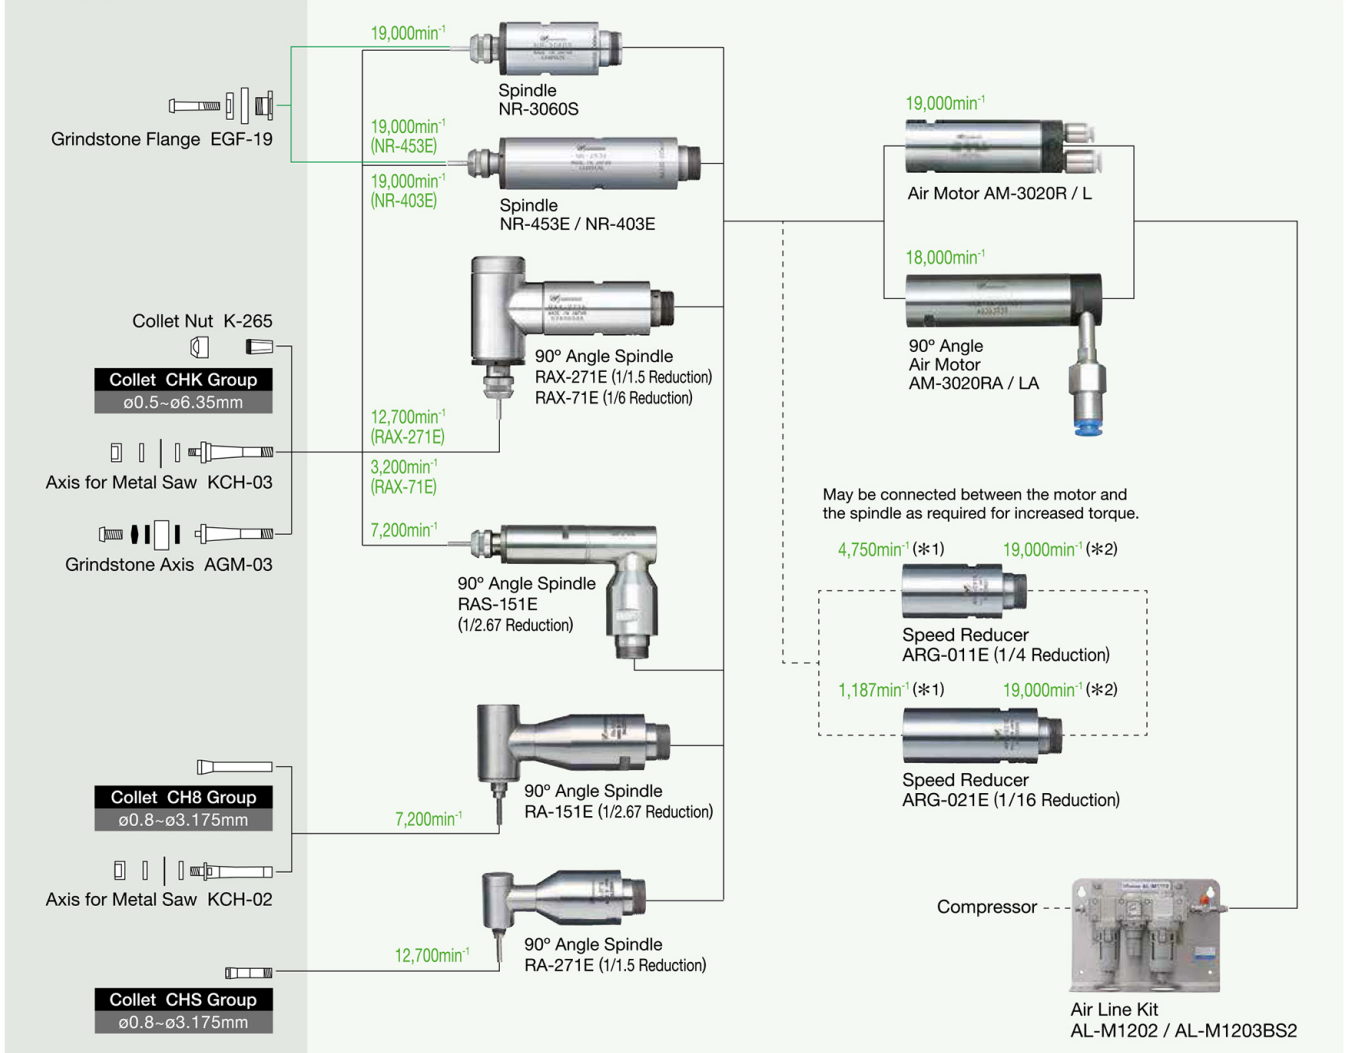 19,000min-1
Spindle
NR-3060S
Grindstone Flange EGF-19
19,000min-1
(NR-453E)
19,000min-1
(NR-403E)
Spindle
NR-453E / NR-403E
19,000min-1
Air Motor AM-3020R / L
18,000min-1
90º Angle
Air Motor
AM-3020RA / LA
Collet Nut K-265
Collet CHK Group
ø0.5~ø6.35mm
90º Angle Spindle
RAX-271E (1/1.5 Reduction)
RAX-71E (1/6 Reduction)
12,700min-1
(RAX-271E)
3,200min-1
(RAX-71E)
Axis for Metal Saw KCH-03
7,200min-1
Grindstone Axis AGM-03
90º Angle Spindle
RAS-151E
(1/2.67 Reduction)
May be connected between the motor and
the spindle as required for increased torque.
4,750min-1 (✻1) 19,000min-1 (✻2)
Speed Reducer
ARG-011E (1/4 Reduction)
1,187min-1 (✻1) 19,000min-1 (✻2)
Speed Reducer
ARG-021E (1/16 Reduction)
Collet CH8 Group
ø0.8~ø3.175mm
90º Angle Spindle
RA-151E (1/2.67 Reduction)
7,200min-1
Axis for Metal Saw KCH-02
90º Angle Spindle
RA-271E (1/1.5 Reduction)
12,700min-1
Collet CHS Group
ø0.8~ø3.175mm
Compressor
Air Line Kit
AL-M1202 / AL-M1203BS2